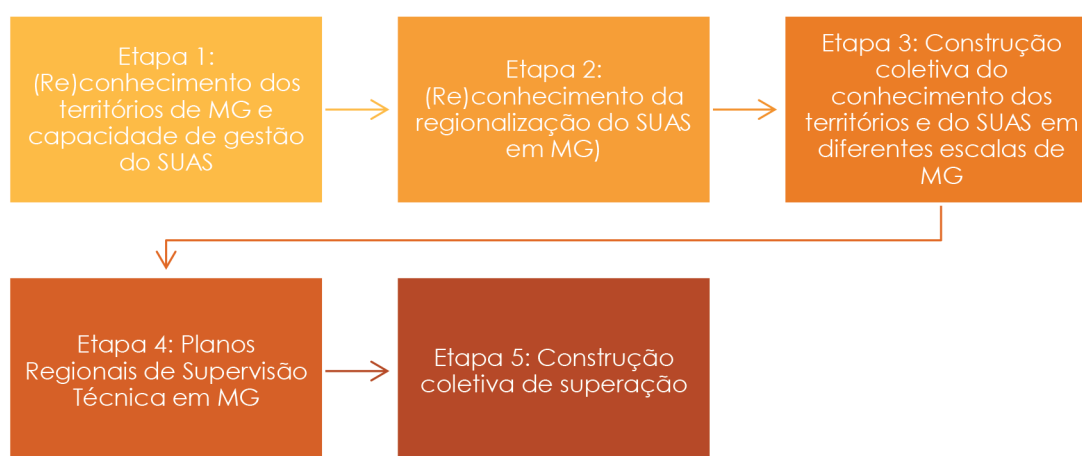 Etapa 1:
(Re)conhecimento dos
territórios de MG e
capacidade de gestão
do SUAS
Etapa 2:
(Re)conhecimento da
regionalização do SUAS
em MG)
Etapa 3: Construção
coletiva do
conhecimento dos
territórios e do SUAS em
diferentes escalas de
MG
Etapa 4: Planos
Regionais de Supervisão
Técnica em MG
Etapa 5: Construção
coletiva de superação